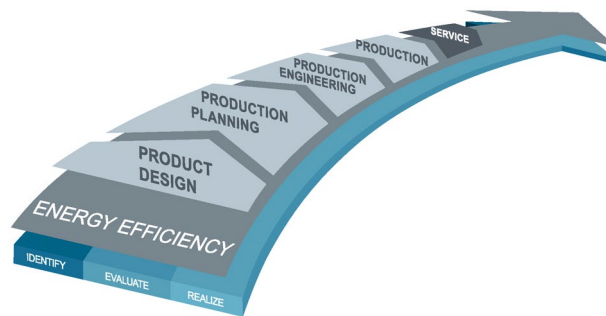 SERVICE
PRODUCTION
PRODUCTION
ENGINEERING
PRODUCTION
PLANNING
PRODUCT
DESIGN
ENERGY EFFICIENCY
IDENTIFY
EVALUATE
REALIZE